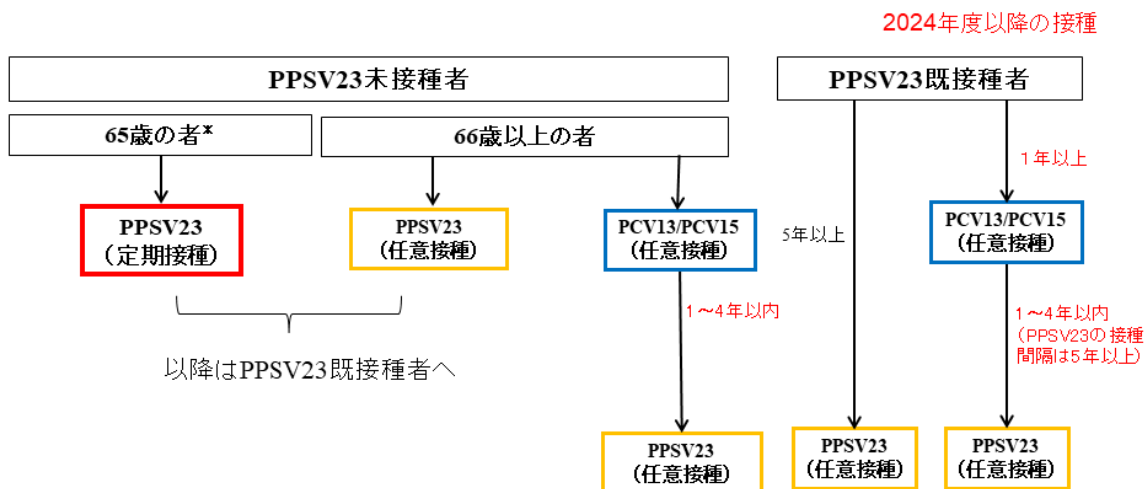 2024年度以降の接種
PPSV23未接種者
PPSV23既接種者
65歳の者*
66歳以上の者
1年以上
PPSV23
(定期接種)
PPSV23
(任意接種)
PCV13/PCV15
(任意接種)
5年以上
PCV13/PCV15
(任意接種)
1～4年以内
1～4年以内
(PPSV23の接種
間隔は5年以上)
以降はPPSV23既接種者へ
PPSV23
(任意接種)
PPSV23
(任意接種)
PPSV23
(任意接種)